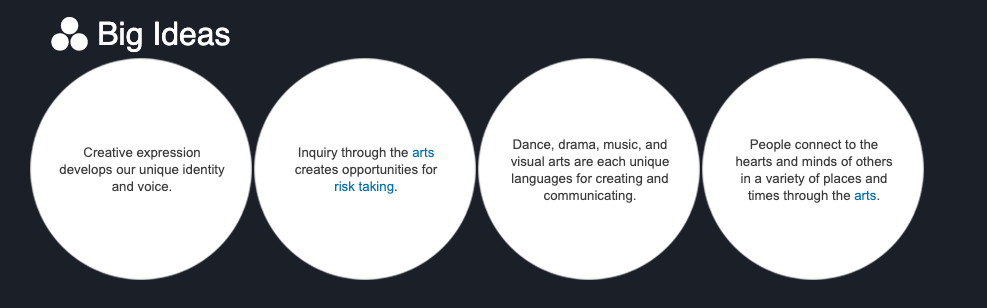 Big Ideas
Creative expression
develops our unique identity
and voice.
Inquiry through the arts
creates opportunities for
risk taking.
Dance, drama, music, and
visual arts are each unique
languages for creating and
communicating.
People connect to the
hearts and minds of others
in a variety of places and
times through the arts.